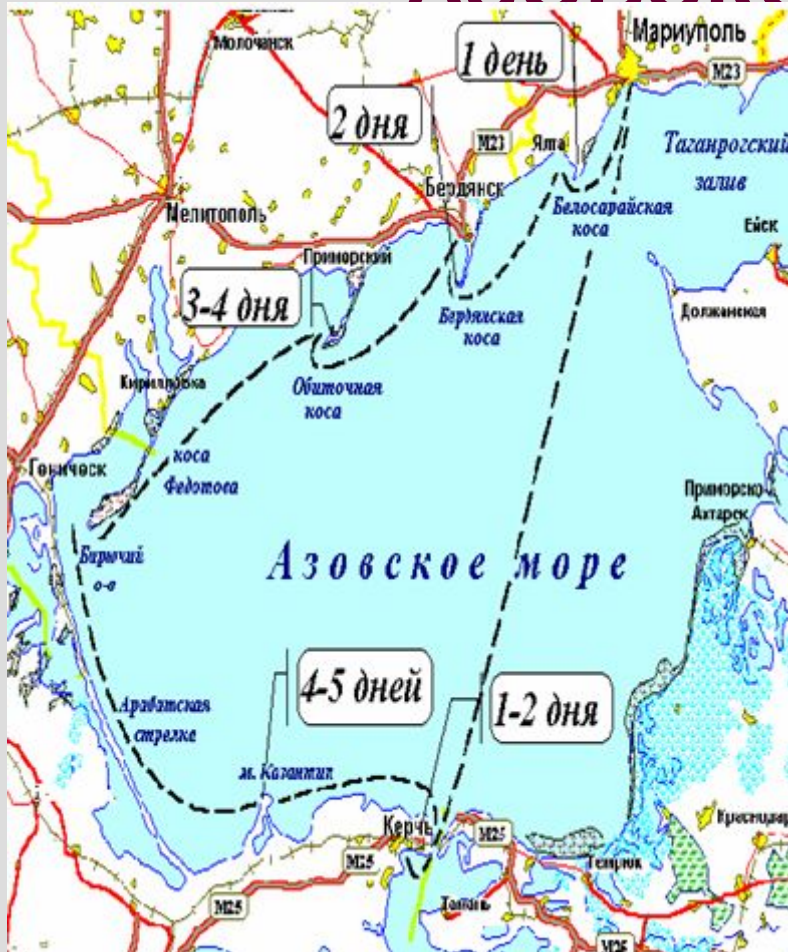 Молочанск
Мариуполь
1 день
М23
2 дня
М23
Ялта
Таганрогский
залив
Бердянск
Белосарайская
коса
Мелитополь
Ейск
Приморский
3-4 дня
Бердянская
коса
Должанская
Кирилловка
Обиточная
коса
Геническ
коса
Федотова
Приморско
Ахтарск
Бирючий
о-в
Азовское море
4-5 дней
1-2 дня
Арабатская
стрелка
м. Казантип
Керчь
М25
Краснодар
М25
Темрюк
М25
Тамань
М25